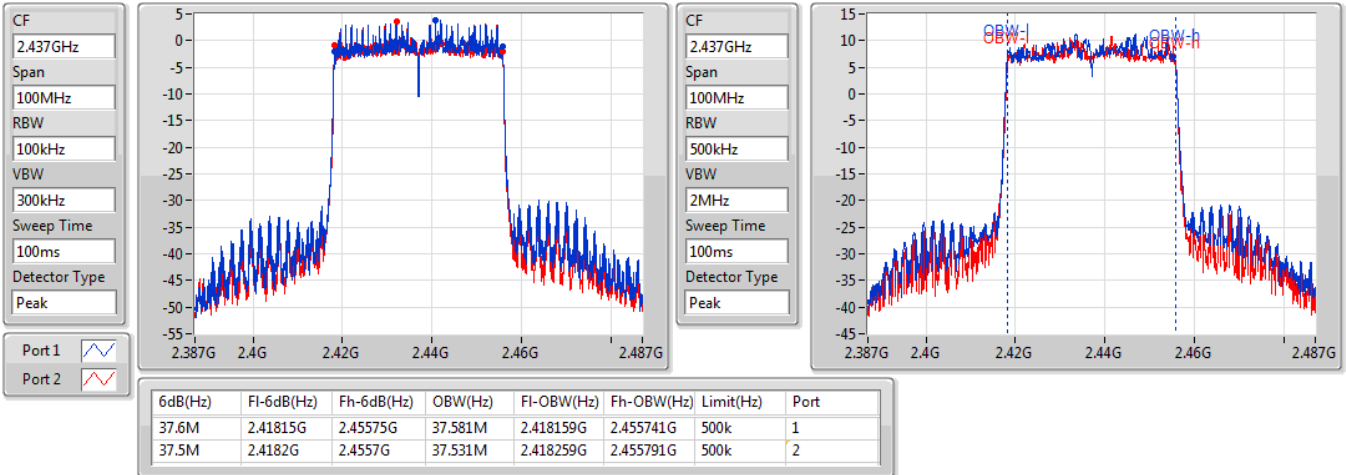 CF
2.437GHz
Span
100MHz
RBW
100kHz
VBW
300kHz
Sweep Time
100ms
Detector Type
Peak
Port 1
Port 2
5
0
-5
-10
-15
-20
-25
-30
-35
-40
-45
-50
-55
2.387G 2.4G 2.42G 2.44G 2.46G 2.487G
CF
2.437GHz
Span
100MHz
RBW
500kHz
VBW
2MHz
Sweep Time
100ms
Detector Type
Peak
15
10
5
0
-5
-10
-15
-20
-25
-30
-35
-40
-45
OBW-l OBW-h
OBW-l OBW-h
2.387G 2.4G 2.42G 2.44G 2.46G 2.487G
6dB(Hz) Fl-6dB(Hz) Fh-6dB(Hz) OBW(Hz) Fl-OBW(Hz) Fh-OBW(Hz) Limit(Hz) Port
37.6M 2.41815G 2.45575G 37.581M 2.418159G 2.455741G 500k 1
37.5M 2.4182G 2.4557G 37.531M 2.418259G 2.455791G 500k 2